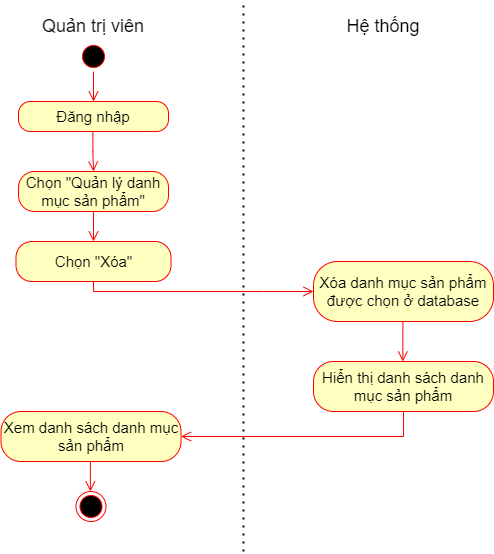 Quản trị viên
Hệ thống
Đăng nhập
Chọn "Quản lý danh
mục sản phẩm"
Chọn "Xóa"
Xóa danh mục sản phẩm
được chọn ở database
Hiển thị danh sách danh
mục sản phẩm
Xem danh sách danh mục
sản phẩm